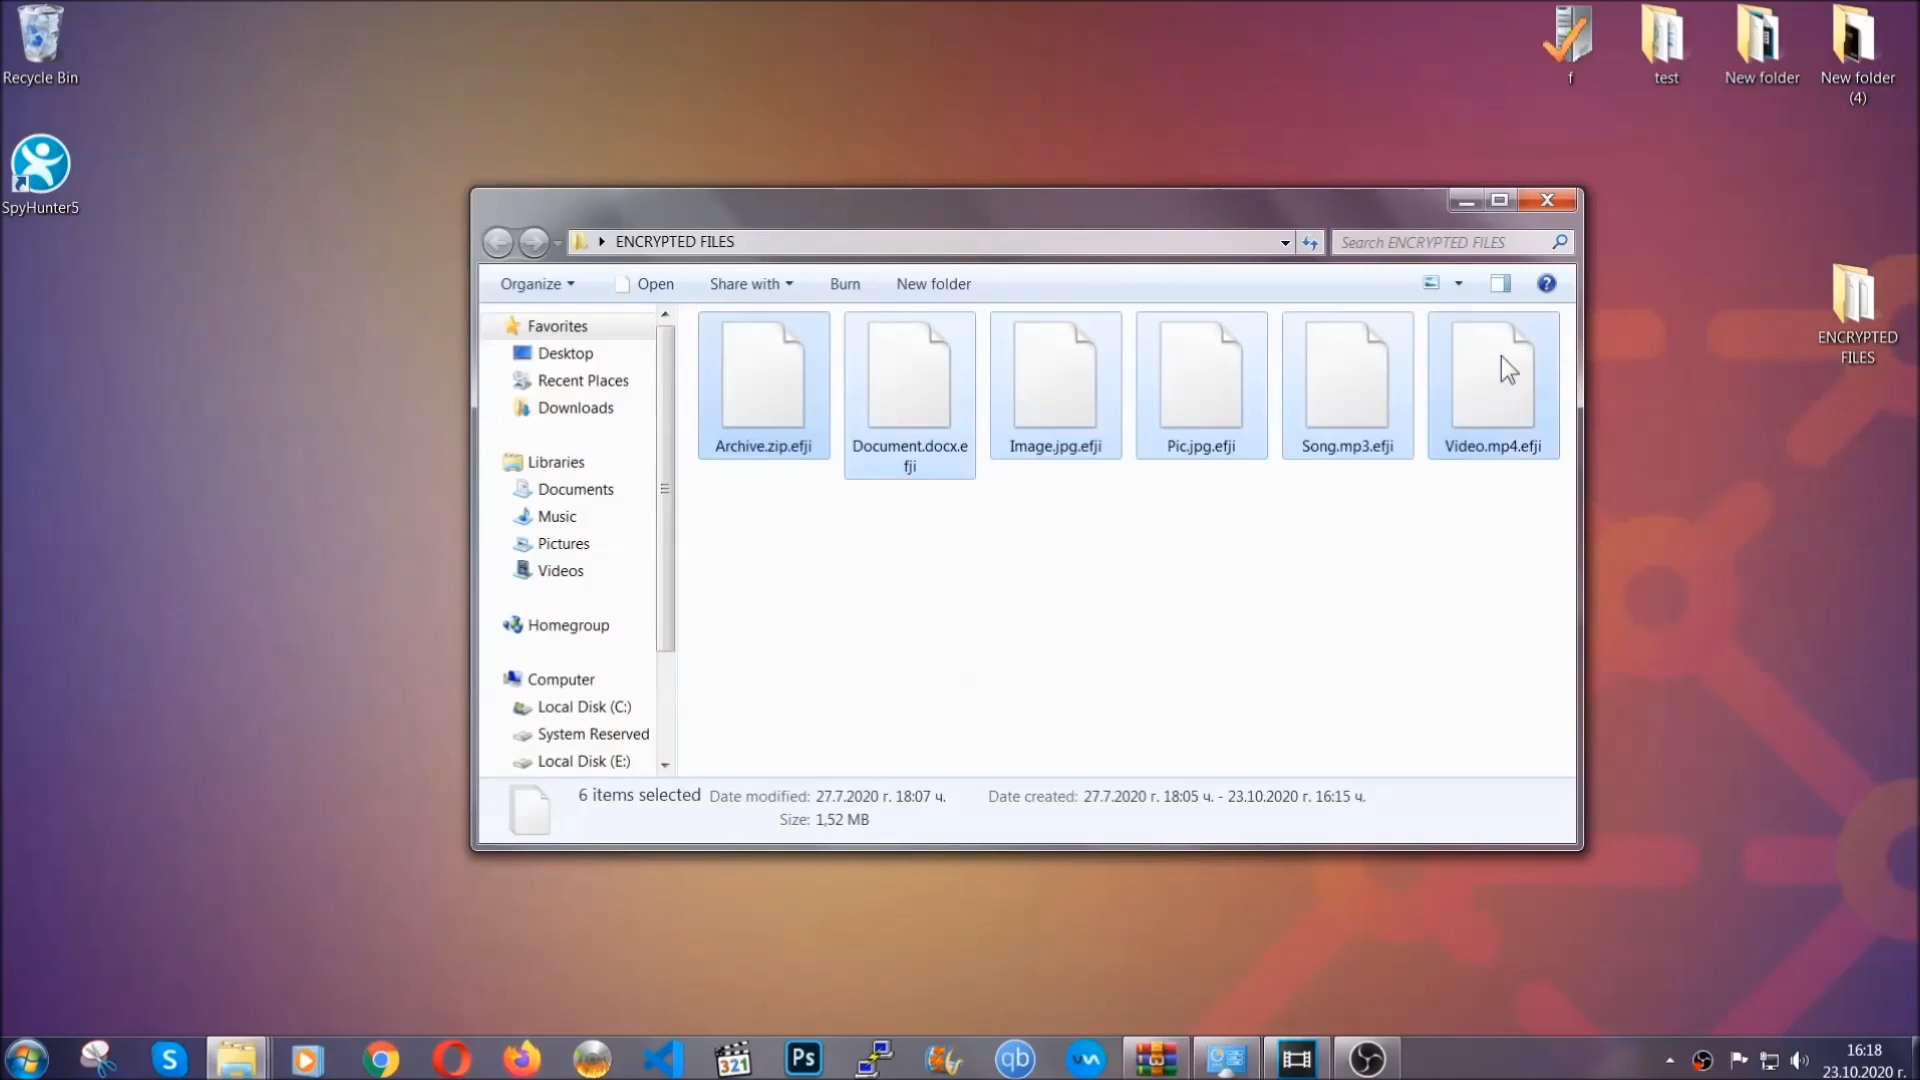 Recycle Bin
SpyHunter5
f
test
New folder
New folder
(4)
ENCRYPTED
FILES
ENCRYPTED FILES
Search ENCRYPTED FILES
Organize
Open
Share with
Burn
New folder
Favorites
Desktop
Recent Places
Downloads
Libraries
Documents
Music
Pictures
Videos
Homegroup
Computer
Local Disk (C:)
System Reserved
Local Disk (E:)
Archive.zip.efji
Document.docx.e
fji
Image.jpg.efji
Pic.jpg.efji
Song.mp3.efji
Video.mp4.efji
6 items selected
Date modified: 27.7.2020 г. 18:07 ч.
Date created: 27.7.2020 г. 18:05 ч. - 23.10.2020 г. 16:15 ч.
Size: 1,52 MB
S
321
Ps
qb
16:18
23.10.2020 г.